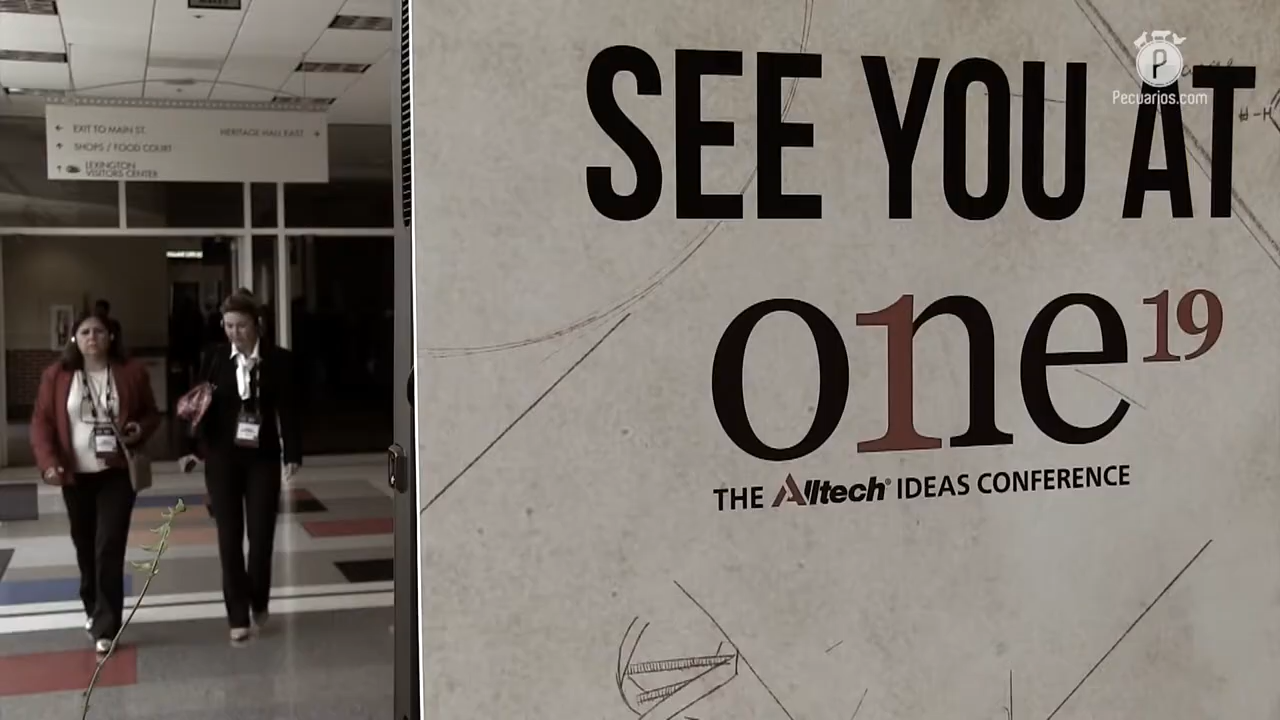 EXIT TO MAIN ST.
HERITAGE HALL EAST
SHOPS / FOOD COURT
LEXINGTON
VISITORS CENTER
P
Pecuarios.com
SEE YOU AT
one19
THE Alltech® IDEAS CONFERENCE